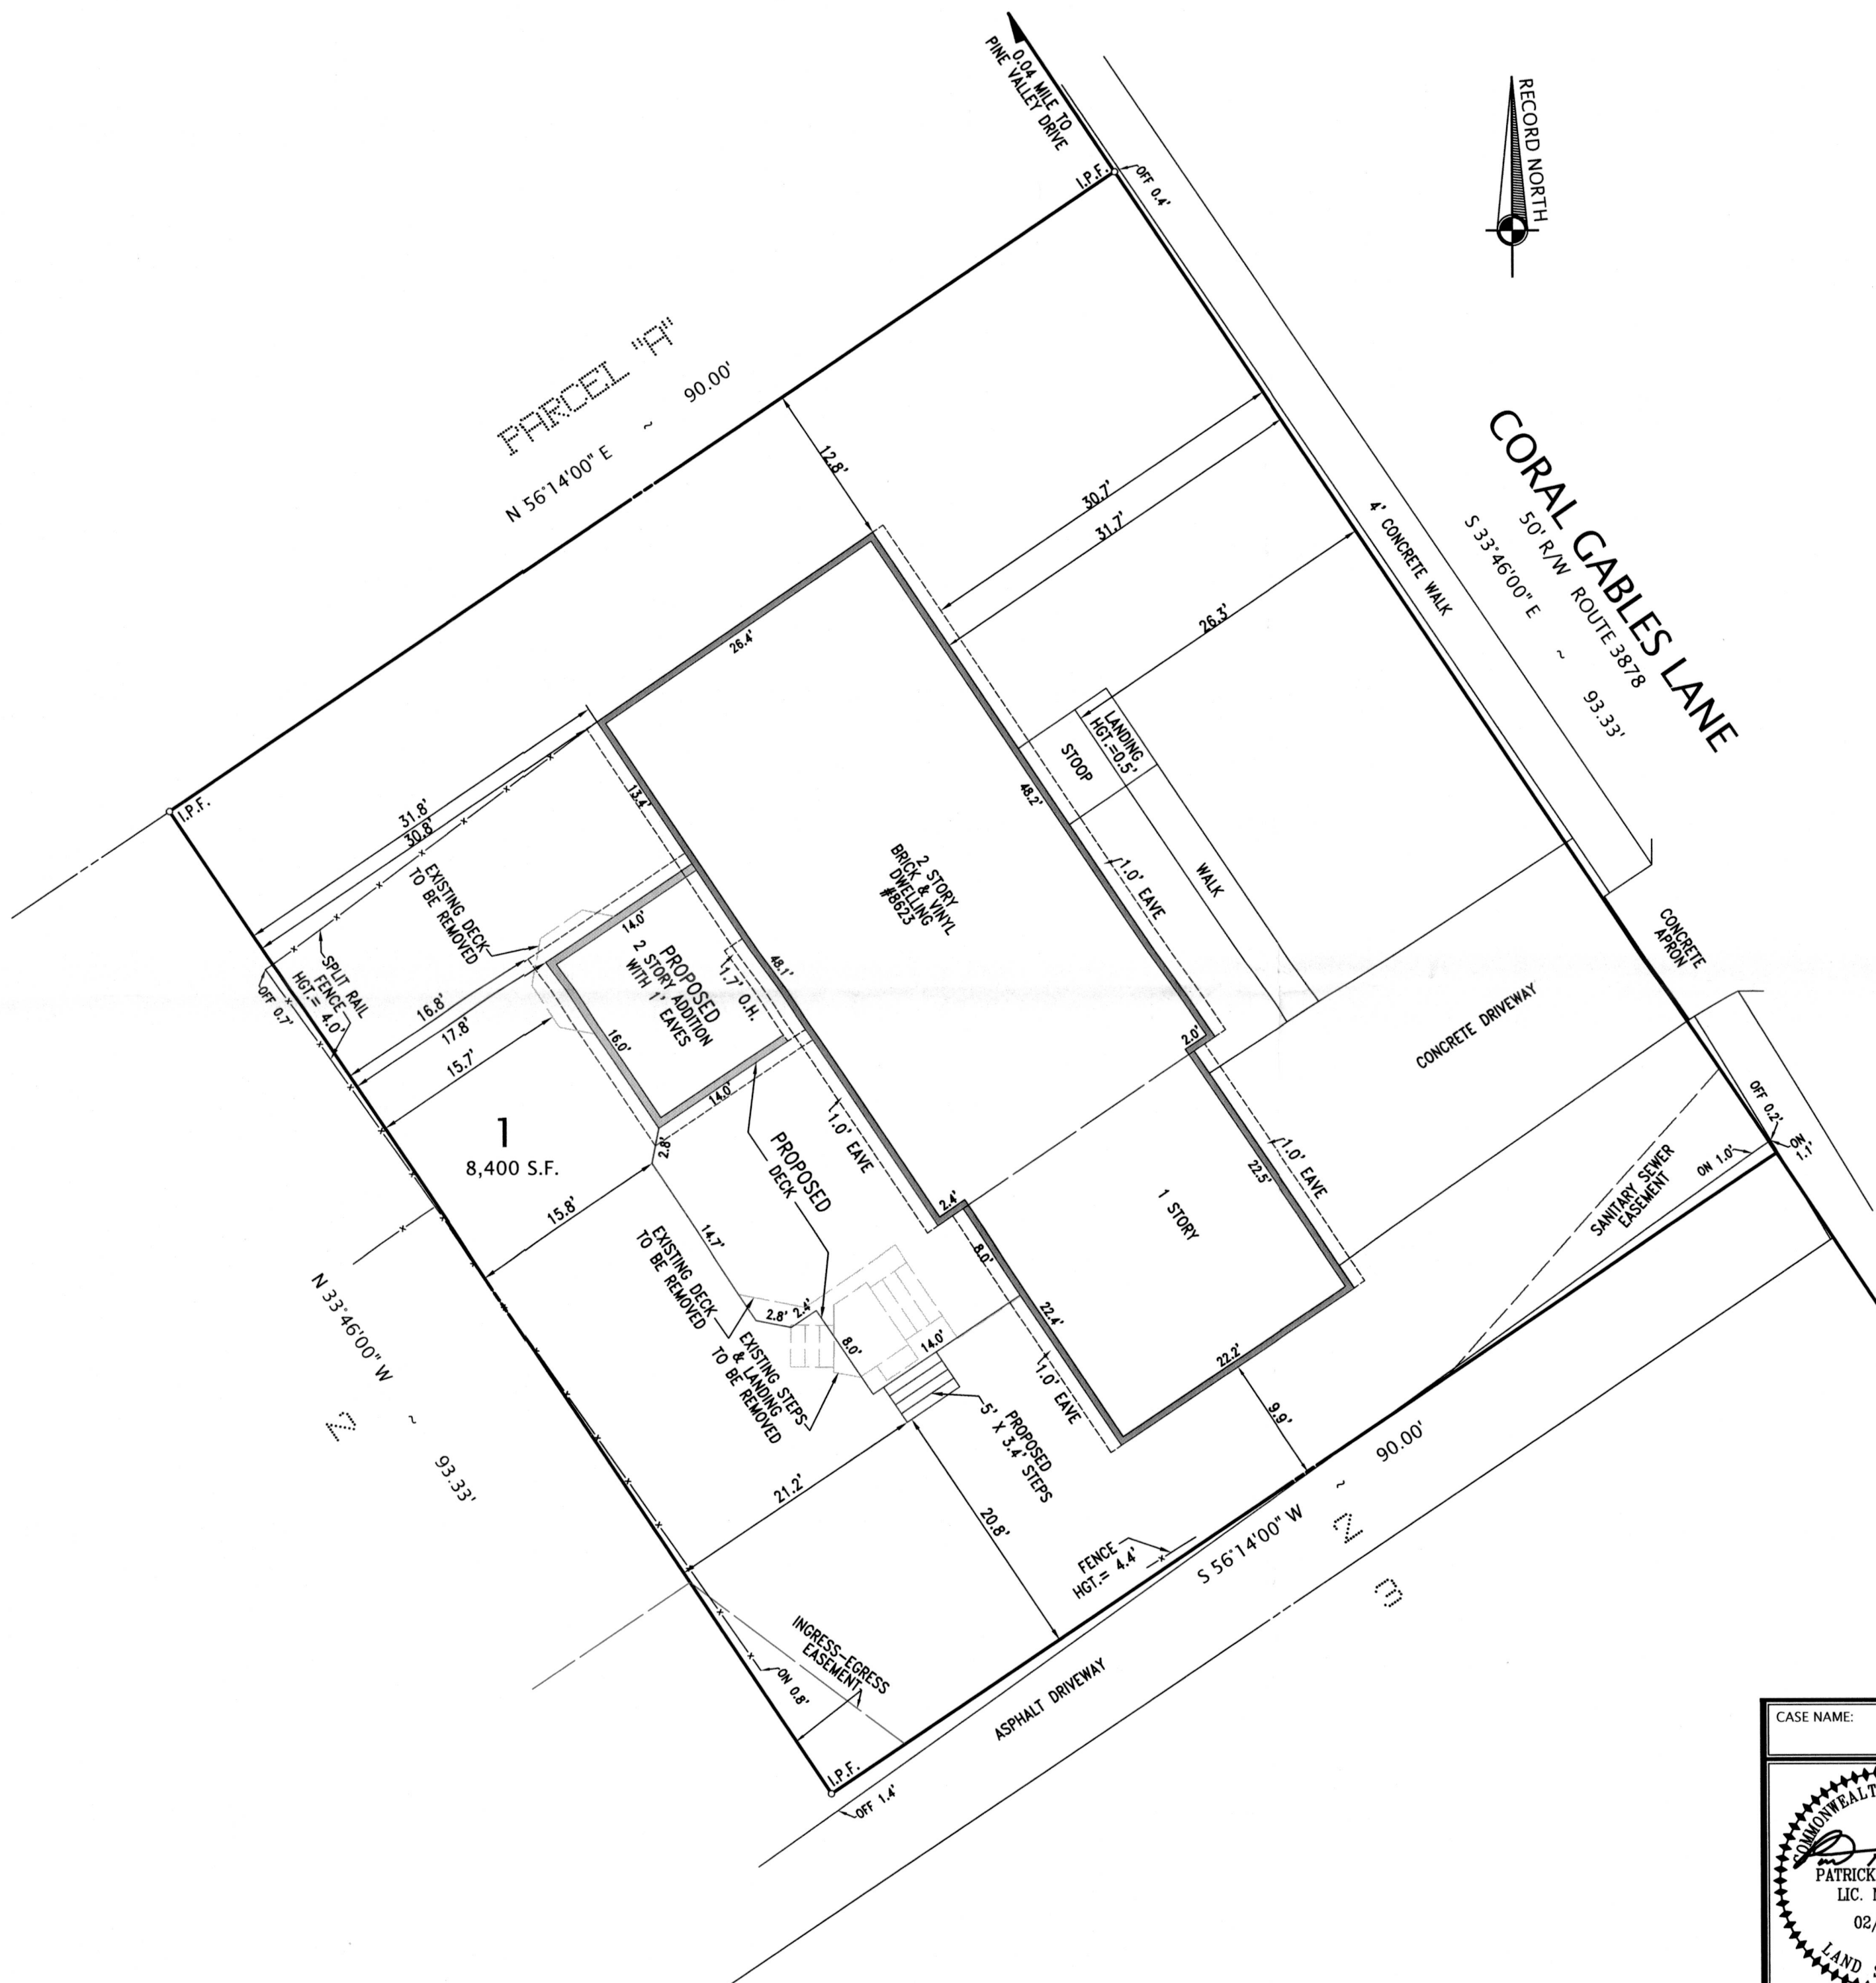 0.04 MILE TO
PINE VALLEY DRIVE
RECORD NORTH
I.P.F.
OFF 0.4'
PARCEL "A"
N 56°14'00" E ~ 90.00'
12.8'
30.7'
31.7'
26.3'
4' CONCRETE WALK
CORAL GABLES LANE
50' R/W ROUTE 3878
S 33°46'00" E ~ 93.33'
26.4'
I.P.F.
31.8'
30.8'
13.4'
EXISTING DECK
TO BE REMOVED
SPLIT RAIL
FENCE
HGT.= 4.0'
OFF 0.7'
16.8'
17.8'
15.7'
14.0'
PROPOSED
2 STORY ADDITION
WITH 1' EAVES
1.7' O.H.
16.0'
14.0'
48.1'
2 STORY
BRICK & VINYL
DWELLING
#8623
48.2'
STOOP
LANDING
HGT.=0.5'
WALK
1.0' EAVE
2.0'
CONCRETE
APRON
CONCRETE DRIVEWAY
1
8,400 S.F.
2.8'
15.8'
1.0' EAVE
PROPOSED
DECK
14.7'
EXISTING DECK
TO BE REMOVED
2.8'
2.4'
EXISTING STEPS
& LANDING
TO BE REMOVED
8.0'
14.0'
2.4'
8.0'
22.4'
1.0' EAVE
1 STORY
22.5'
1.0' EAVE
22.2'
9.9'
SANITARY SEWER
EASEMENT
OFF 0.2'
ON
1.1'
ON 1.0'
N 33°46'00" W ~ 93.33'
2
21.2'
20.8'
PROPOSED
5' X 3.4' STEPS
FENCE
HGT.= 4.4'
S 56°14'00" W ~ 90.00'
2
3
INGRESS-EGRESS
EASEMENT
ON 0.8'
I.P.F.
OFF 1.4'
ASPHALT DRIVEWAY
CASE NAME:
COMMONWEALT
PATRICK
LIC.
02/
LAND